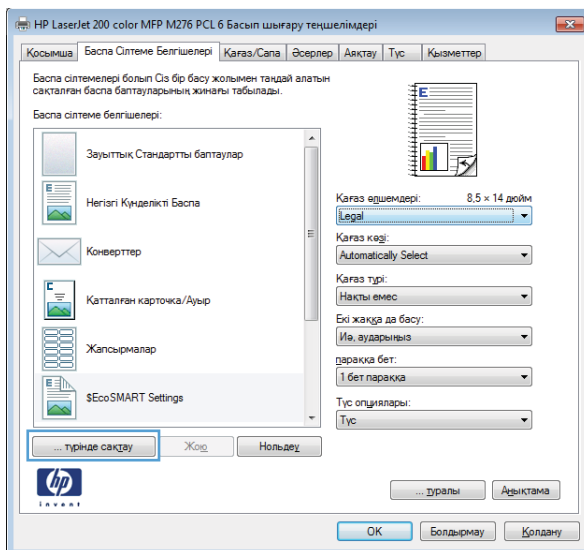 HP LaserJet 200 color MFP M276 PCL 6 Басып шығару теңшелімдері
Қосымша
Баспа Сілтеме Белгішелері
Қағаз/Сапа
Әсерлер
Аяқтау
Түс
Қызметтер
Баспа сілтемелері болып Сіз бір басу жолымен таңдай алатын
сақталған баспа баптауларының жинағы табылады.
Баспа сілтеме белгішелері:
Зауыттық Стандартты баптаулар
Негізгі Күнделікті Баспа
Конверттер
Катталған карточка/Ауыр
Жапсырмалар
$EcoSMART Settings
... түрінде сақтау
Жою
Нольдеу
Қағаз өлшемдері: 8,5 × 14 дюйм
Legal
Қағаз көзі:
Automatically Select
Қағаз түрі:
Нақты емес
Екі жаққа да басу:
Иә, аударыңыз
параққа бет:
1 бет параққа
Түс опциялары:
Түс
hp
invent
... туралы
Анықтама
OK
Болдырмау
Қолдану